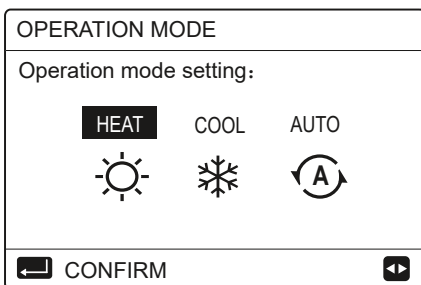 OPERATION MODE
Operation mode setting:
HEAT COOL AUTO
A
CONFIRM